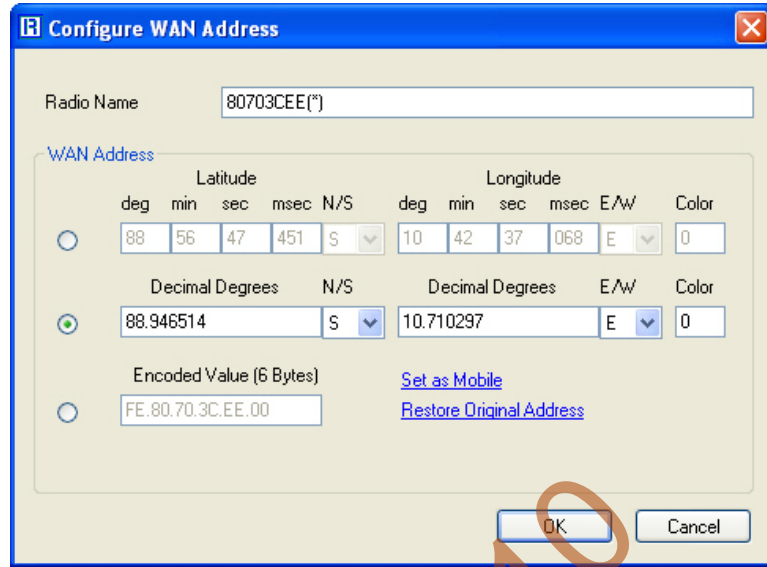 Configure WAN Address
Radio Name 80703CEE(*)
WAN Address
Latitude Longitude
deg min sec msec N/S deg min sec msec E/W Color
88 56 47 451 S 10 42 37 068 E 0
Decimal Degrees N/S Decimal Degrees E/W Color
88.946514 S 10.710297 E 0
Encoded Value (6 Bytes) Set as Mobile
FE.80.70.3C.EE.00 Restore Original Address
OK Cancel